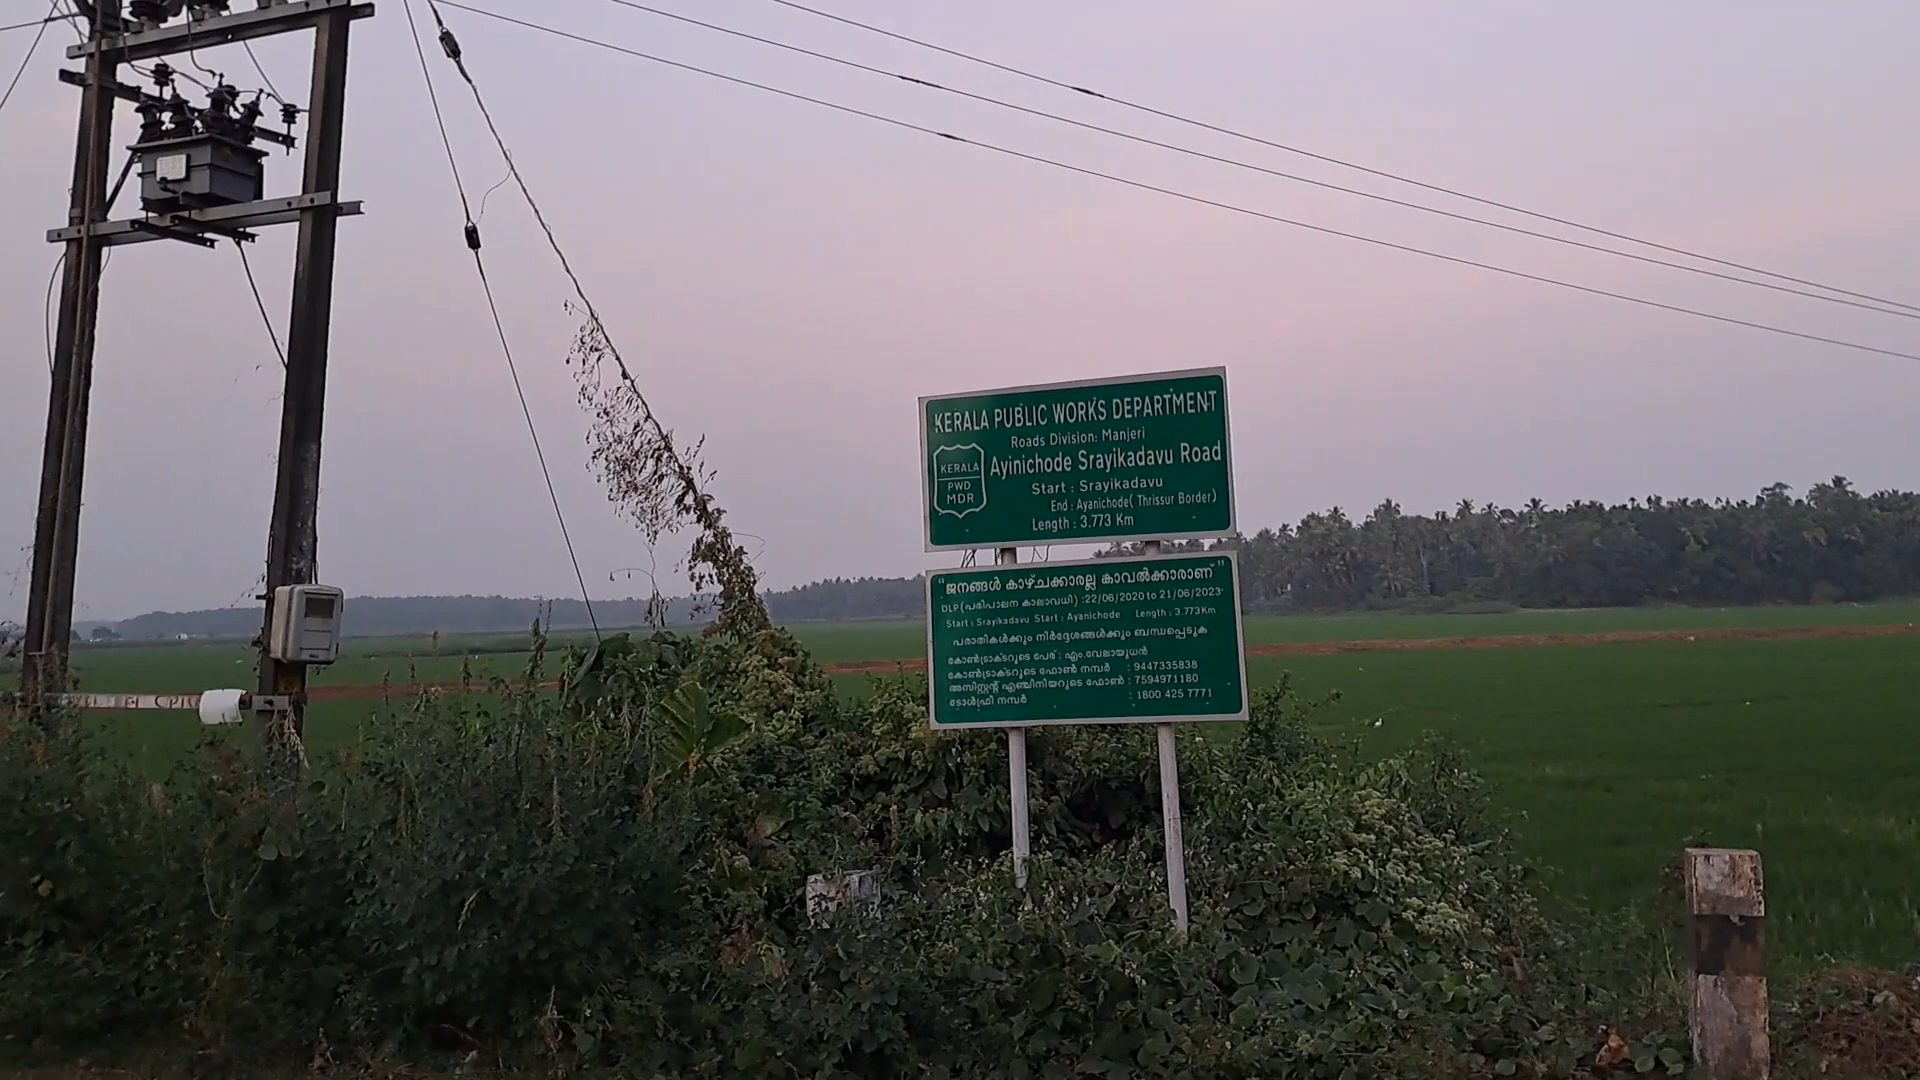 KERALA PUBLIC WORKS DEPARTMENT
Roads Division: Manjeri
KERALA
PWD
MDR
Ayinichode Srayikadavu Road
Start : Srayikadavu
End : Ayanichode( Thrissur Border)
Length : 3.773 Km
"ജനങ്ങൾ കാഴ്ചക്കാരല്ല കാവൽക്കാരാണ്"
DLP (പരിപാലന കാലാവധി) :22/06/2020 to 21/06/2023
Start : Srayikadavu Start : Ayanichode Length : 3.773Km
പരാതികൾക്കും നിർദ്ദേശങ്ങൾക്കും ബന്ധപ്പെടുക
കോൺട്രാക്ടറുടെ പേര് : എം.വേലായുധൻ
കോൺട്രാക്ടറുടെ ഫോൺ നമ്പർ : 9447335838
അസിസ്റ്റന്റ് എഞ്ചിനിയറുടെ ഫോൺ : 7594971180
ടോൾഫ്രീ നമ്പർ : 1800 425 7771